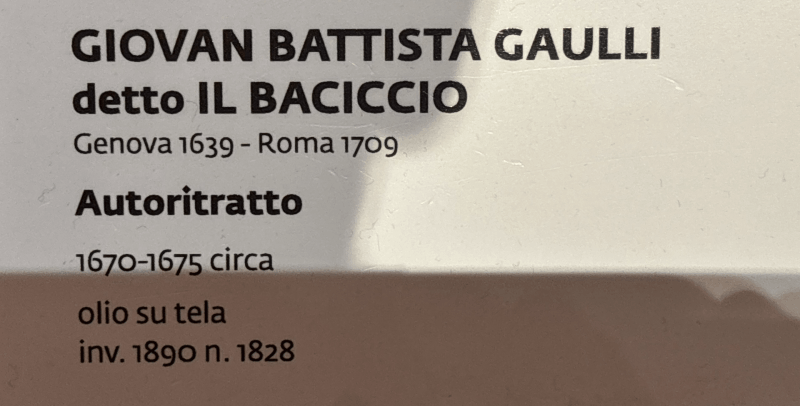 GIOVAN BATTISTA GAULLI
detto IL BACICCIO
Genova 1639 - Roma 1709
Autoritratto
1670-1675 circa
olio su tela
inv. 1890 n. 1828